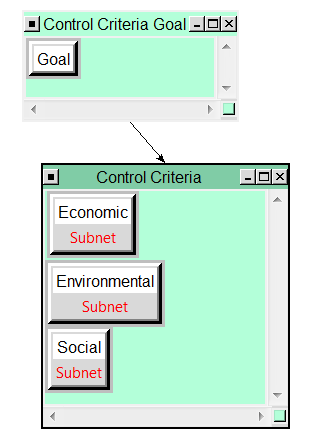 Control Criteria Goal
Goal
Control Criteria
Economic
Subnet
Environmental
Subnet
Social
Subnet